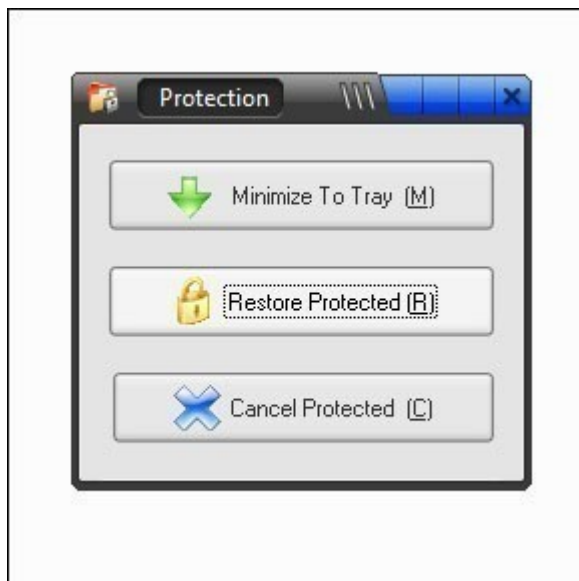 Protection
Minimize To Tray (M)
Restore Protected (R)
Cancel Protected (C)